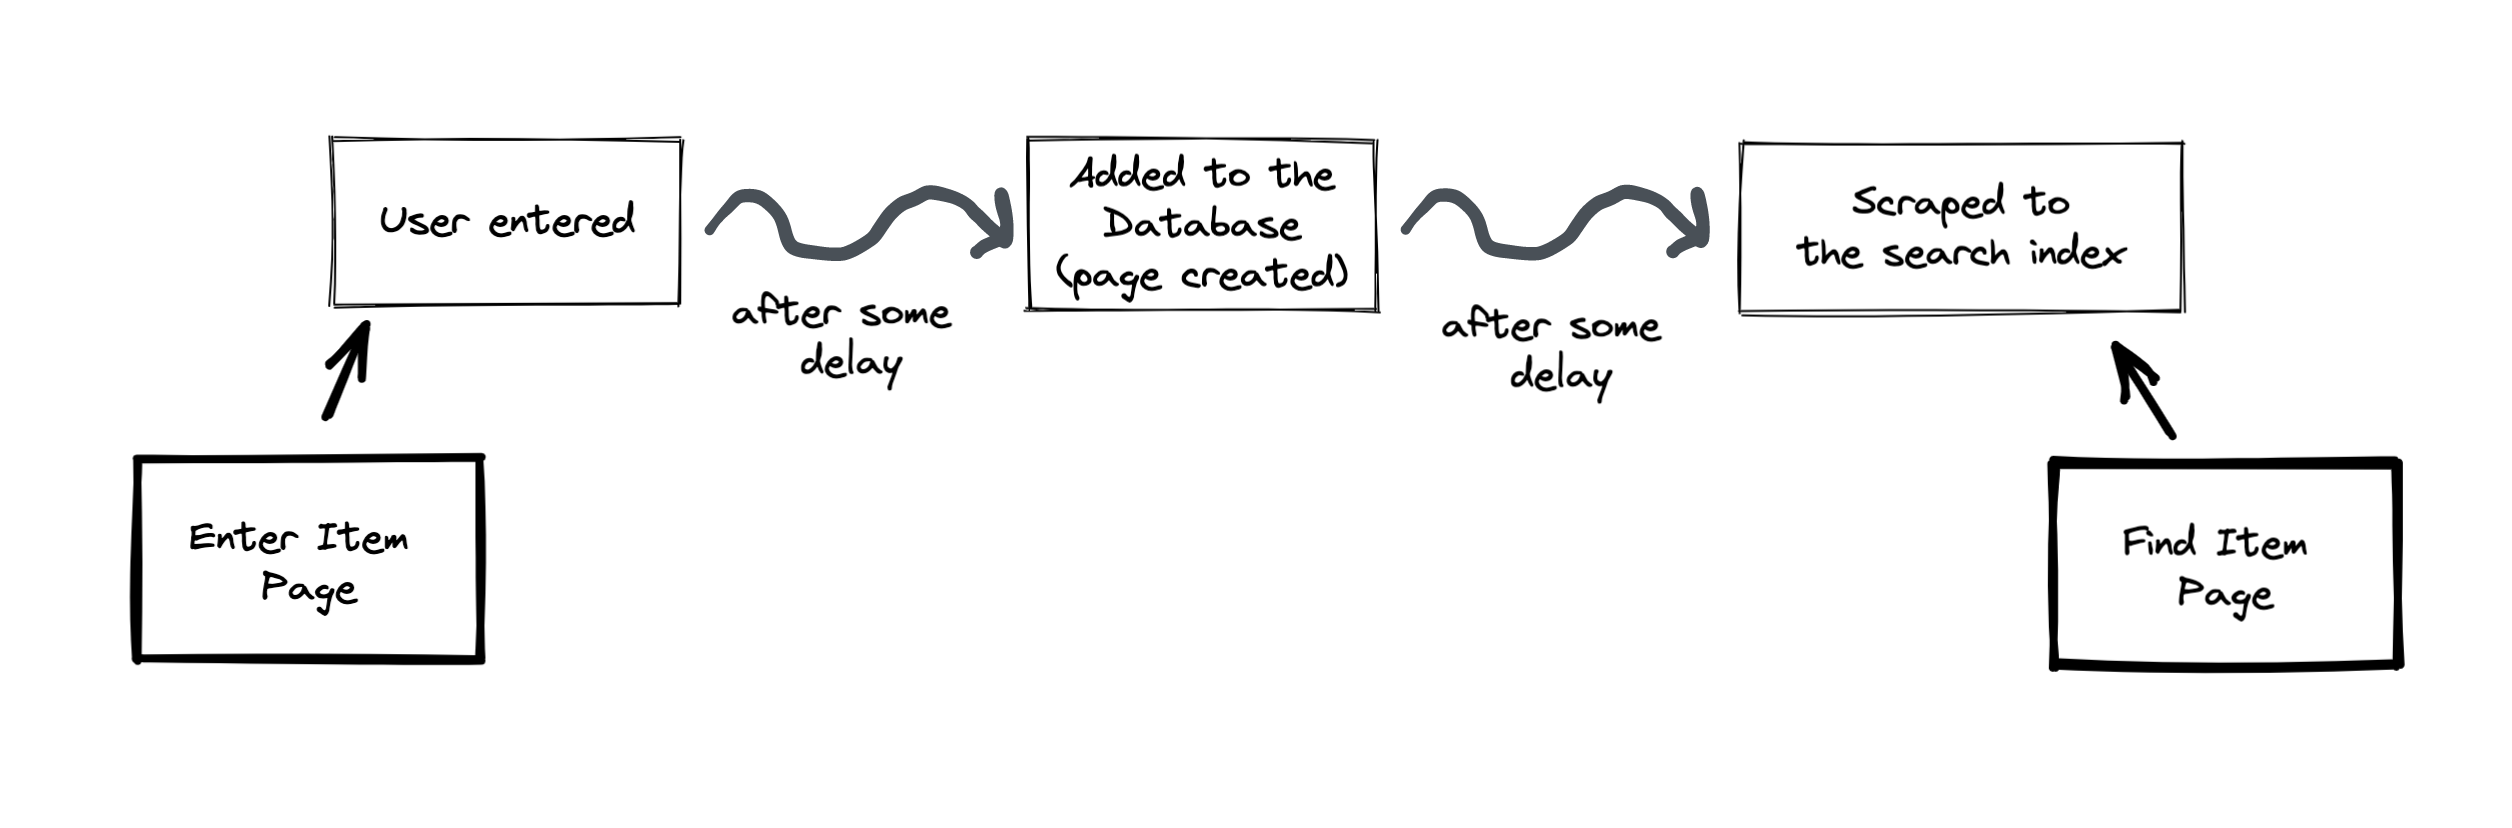 User entered
after some
delay
Added to the
Database
(page created)
after some
delay
Scraped to
the search index
Enter Item
Page
Find Item
Page